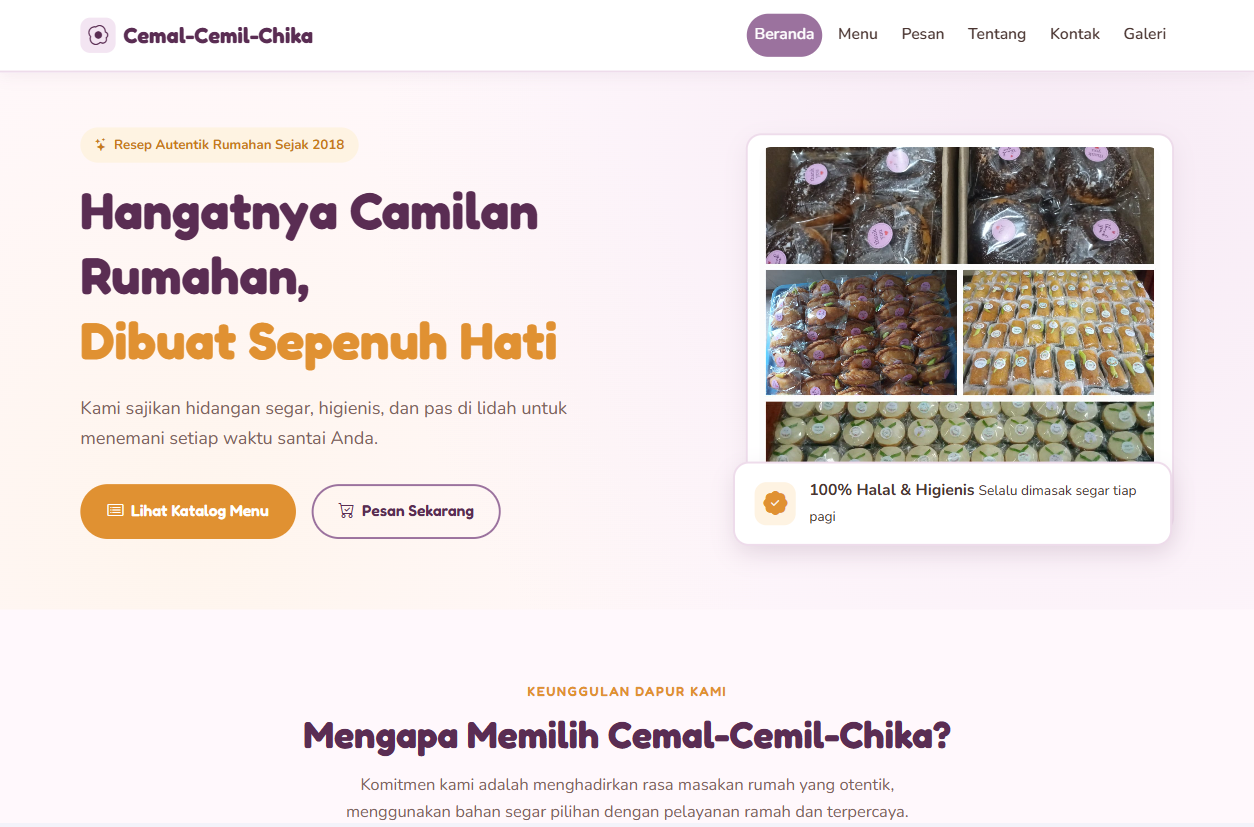 Cemal-Cemil-Chika
Beranda
Menu
Pesan
Tentang
Kontak
Galeri
Resep Autentik Rumahan Sejak 2018
Hangatnya Camilan
Rumahan,
Dibuat Sepenuh Hati
Kami sajikan hidangan segar, higienis, dan pas di lidah untuk
menemani setiap waktu santai Anda.
Lihat Katalog Menu
Pesan Sekarang
100% Halal & Higienis Selalu dimasak segar tiap
pagi
KEUNGGULAN DAPUR KAMI
Mengapa Memilih Cemal-Cemil-Chika?
Komitmen kami adalah menghadirkan rasa masakan rumah yang otentik,
menggunakan bahan segar pilihan dengan pelayanan ramah dan terpercaya.